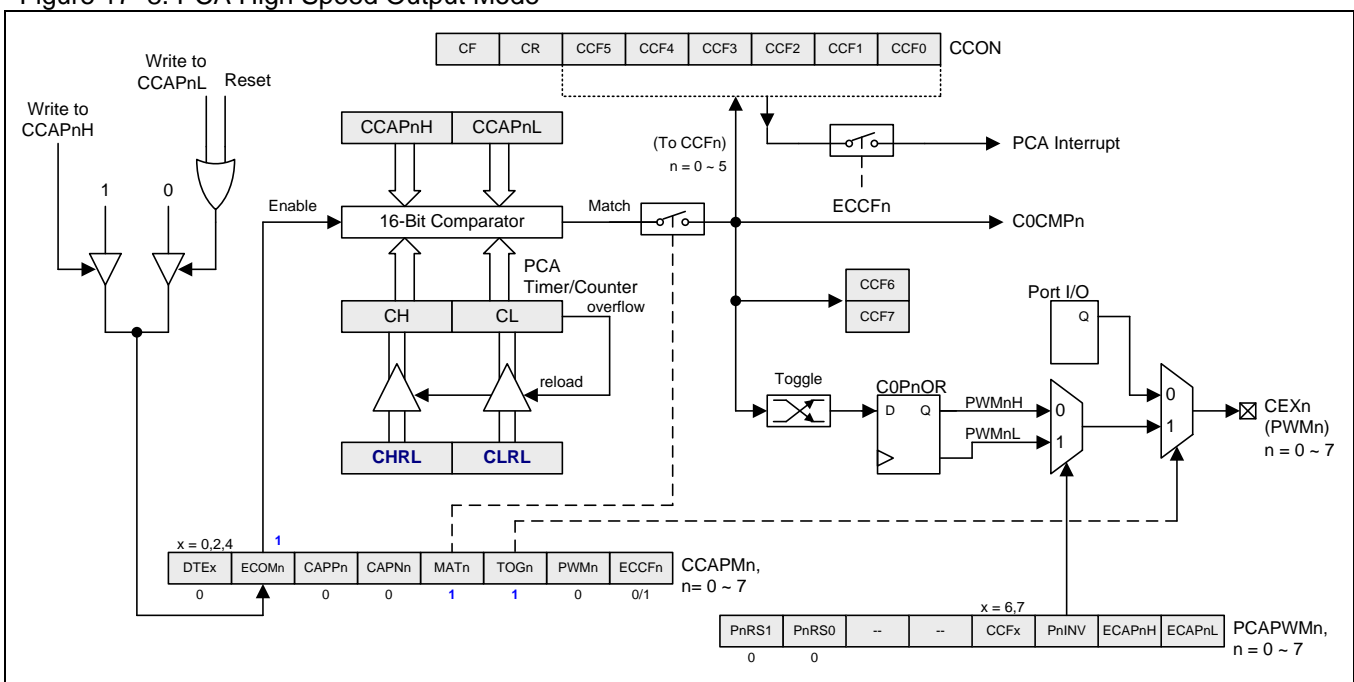 Figure 17-8. PCA High Speed Output Mode
CF CR CCF5 CCF4 CCF3 CCF2 CCF1 CCF0 CCON
Write to
CCAPnL
Reset
Write to
CCAPnH
CCAPnH CCAPnL
(To CCFn)
n = 0 ~ 5
PCA Interrupt
ECCFn
1 0
Enable
16-Bit Comparator
Match
C0CMPn
PCA
Timer/Counter
overflow
CH CL
CCF6
CCF7
Port I/O
Q
reload
Toggle
C0PnOR
D Q
PWMnH
PWMnL
0
1
0
1
CEXn
(PWMn)
n = 0 ~ 7
CHRL CLRL
x = 0,2,4
1
DTEx ECOMn CAPPn CAPNn MATn TOGn PWMn ECCFn
CCAPMn,
n= 0 ~ 7
0 0 0 1 1 0 0/1
x = 6,7
PnRS1 PnRS0 -- -- CCFx PnINV ECAPnH ECAPnL
PCAPWMn,
n = 0 ~ 7
0 0